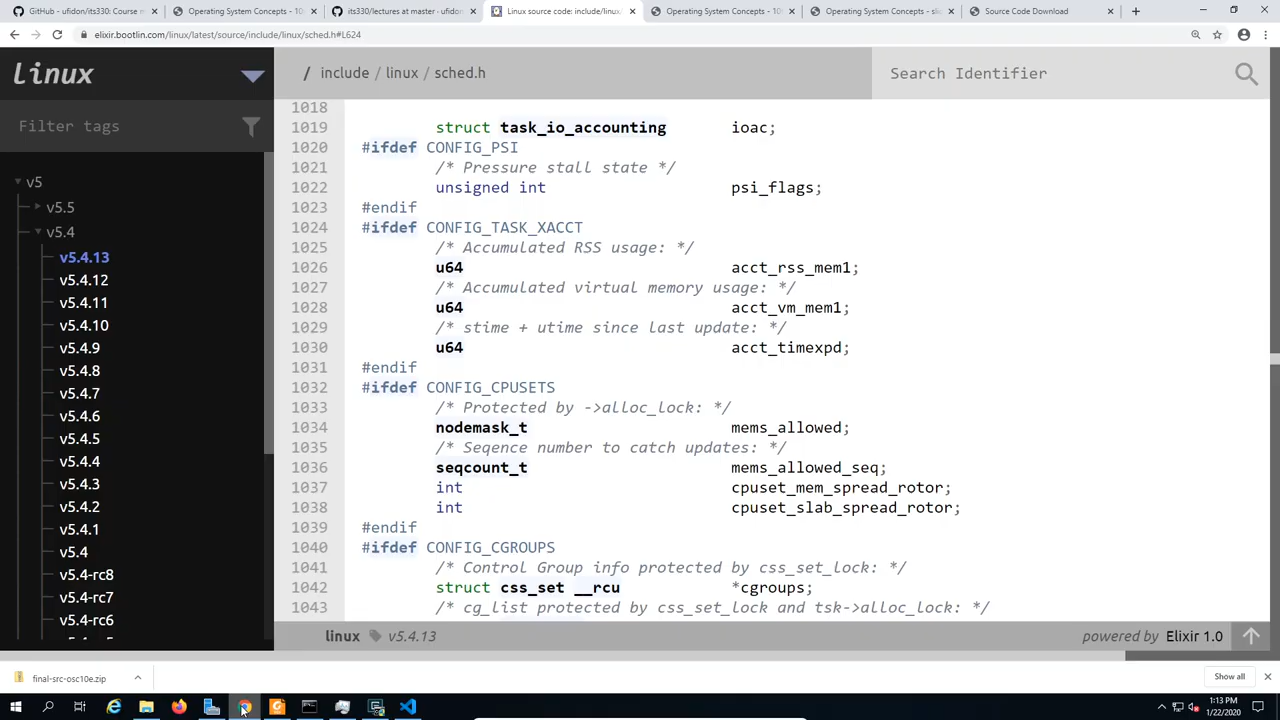 GitHub - ufidon/its330: Course m
Operating System Concepts - 10
its330/lectures at master · ufidon
Linux source code: include/linux/
Operating System Concepts - 10
Operating System Concepts - slid
Source Code Download
elixir.bootlin.com/linux/latest/source/include/linux/sched.h#L624
linux
/ include / linux / sched.h
Search Identifier
Filter tags
v5
v5.5
v5.4
v5.4.13
v5.4.12
v5.4.11
v5.4.10
v5.4.9
v5.4.8
v5.4.7
v5.4.6
v5.4.5
v5.4.4
v5.4.3
v5.4.2
v5.4.1
v5.4
v5.4-rc8
v5.4-rc7
v5.4-rc6
1018
1019 struct task_io_accounting ioac;
1020 #ifdef CONFIG_PSI
1021 /* Pressure stall state */
1022 unsigned int psi_flags;
1023 #endif
1024 #ifdef CONFIG_TASK_XACCT
1025 /* Accumulated RSS usage: */
1026 u64 acct_rss_mem1;
1027 /* Accumulated virtual memory usage: */
1028 u64 acct_vm_mem1;
1029 /* stime + utime since last update: */
1030 u64 acct_timexpd;
1031 #endif
1032 #ifdef CONFIG_CPUSETS
1033 /* Protected by ->alloc_lock: */
1034 nodemask_t mems_allowed;
1035 /* Seqence number to catch updates: */
1036 seqcount_t mems_allowed_seq;
1037 int cpuset_mem_spread_rotor;
1038 int cpuset_slab_spread_rotor;
1039 #endif
1040 #ifdef CONFIG_CGROUPS
1041 /* Control Group info protected by css_set_lock: */
1042 struct css_set __rcu *cgroups;
1043 /* cg_list protected by css_set_lock and tsk->alloc_lock: */
linux v5.4.13
powered by Elixir 1.0
final-src-osc10e.zip
Show all
1:13 PM
1/22/2020